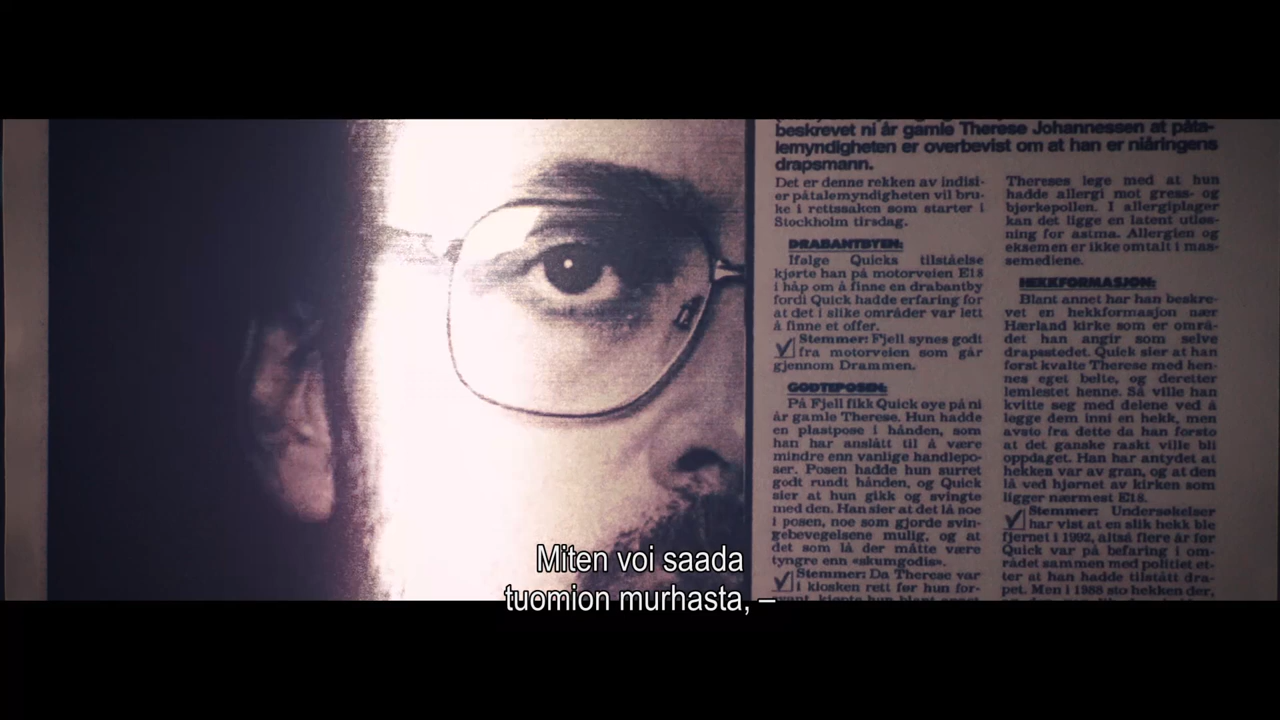 beskrevet ni år gamle Therese Johannessen at påta-
lemyndigheten er overbevist om at han er niåringens
drapsmann.
Det er denne rekken av indisi-
er påtalemyndigheten vil bru-
ke i rettssaken som starter i
Stockholm tirsdag.
DRABANTBYEN:
Ifølge Quicks tilståelse
kjørte han på motorveien E18
i håp om å finne en drabantby
fordi Quick hadde erfaring for
at det i slike områder var lett
å finne et offer.
Stemmer: Fjell synes godt
fra motorveien som går
gjennom Drammen.
GODTEPOSEN:
På Fjell fikk Quick øye på ni
år gamle Therese. Hun hadde
en plastpose i hånden, som
han har anslått til å være
mindre enn vanlige handlepo-
ser. Posen hadde hun surret
godt rundt hånden, og Quick
sier at hun gikk og svingte
med den. Han sier at det lå noe
i posen, noe som gjorde svin-
gebevegelsene mulig, og at
det som lå der måtte være
tyngre enn «skumgodis».
Stemmer: Da Therese var
i kiosken rett før hun for-
Thereses lege med at hun
hadde allergi mot gress- og
bjørkepollen. I allergiplager
kan det ligge en latent utløs-
ning for astma. Allergien og
eksemen er ikke omtalt i mas-
semediene.
HEKKFORMASJON:
Blant annet har han beskre-
vet en hekkformasjon nær
Hærland kirke som er områ-
det han angir som selve
drapsstedet. Quick sier at han
først kvalte Therese med hen-
nes eget belte, og deretter
lemlestet henne. Så ville han
kvitte seg med delene ved å
legge dem inn i en hekk, men
avsto fra dette da han forsto
at det ganske raskt ville bli
oppdaget. Han har antydet at
hekken var av gran, og at den
lå ved hjørnet av kirken som
ligger nærmest E18.
Stemmer: Undersøkelser
har vist at en slik hekk ble
fjernet i 1992, altså flere år før
Quick var på befaring i om-
rådet sammen med politiet et-
ter at han hadde tilstått dra-
pet. Men i 1988 sto hekken der,
Miten voi saada
tuomion murhasta, –